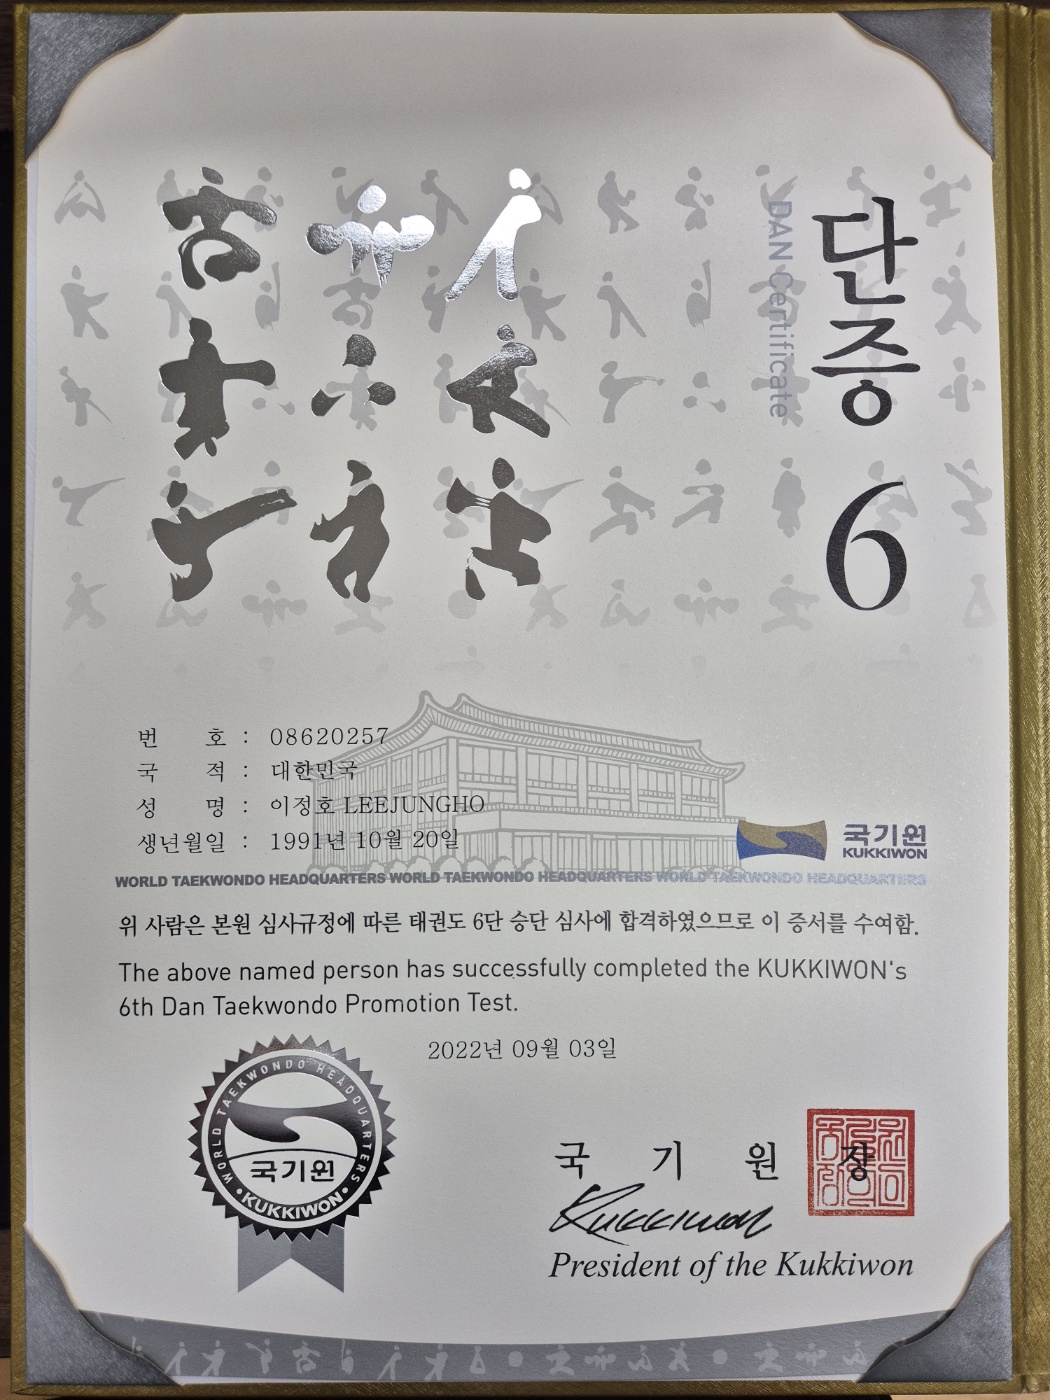 단증
DAN Certificate
6
번 호 : 08620257
국 적 : 대한민국
성 명 : 이정호 LEEJUNGHO
생년월일 : 1991년 10월 20일
국기원
KUKKIWON
WORLD TAEKWONDO HEADQUARTERS WORLD TAEKWONDO HEADQUARTERS WORLD TAEKWONDO HEADQUARTERS
위 사람은 본원 심사규정에 따른 태권도 6단 승단 심사에 합격하였으므로 이 증서를 수여함.
The above named person has successfully completed the KUKKIWON's
6th Dan Taekwondo Promotion Test.
2022년 09월 03일
WORLD TAEKWONDO HEADQUARTERS
국기원
• KUKKIWON •
국 기 원 장
Kukkiwon
President of the Kukkiwon